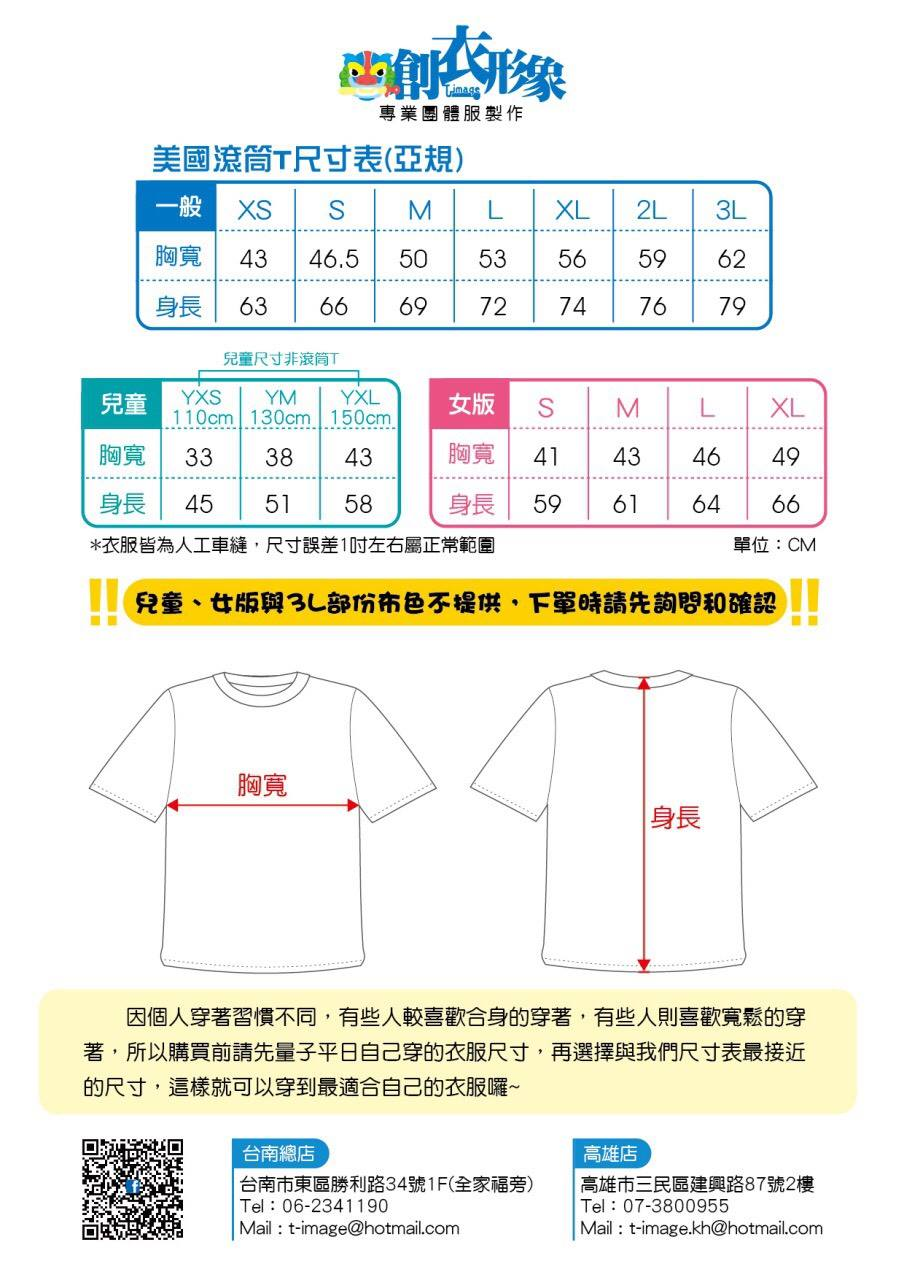 創衣形象
T-image
專業團體服製作
美國滾筒T尺寸表(亞規)
一般 XS S M L XL 2L 3L
胸寬 43 46.5 50 53 56 59 62
身長 63 66 69 72 74 76 79
兒童尺寸非滾筒T
兒童 YXS 110cm YM 130cm YXL 150cm
胸寬 33 38 43
身長 45 51 58
女版 S M L XL
胸寬 41 43 46 49
身長 59 61 64 66
*衣服皆為人工車縫，尺寸誤差1吋左右屬正常範圍
單位：CM
!! 兒童、女版與3L部份布色不提供，下單時請先詢問和確認 !!
胸寬
身長
因個人穿著習慣不同，有些人較喜歡合身的穿著，有些人則喜歡寬鬆的穿
著，所以購買前請先量子平日自己穿的衣服尺寸，再選擇與我們尺寸表最接近
的尺寸，這樣就可以穿到最適合自己的衣服囉~
台南總店
台南市東區勝利路34號1F(全家福旁)
Tel：06-2341190
Mail：t-image@hotmail.com
高雄店
高雄市三民區建興路87號2樓
Tel：07-3800955
Mail：t-image.kh@hotmail.com